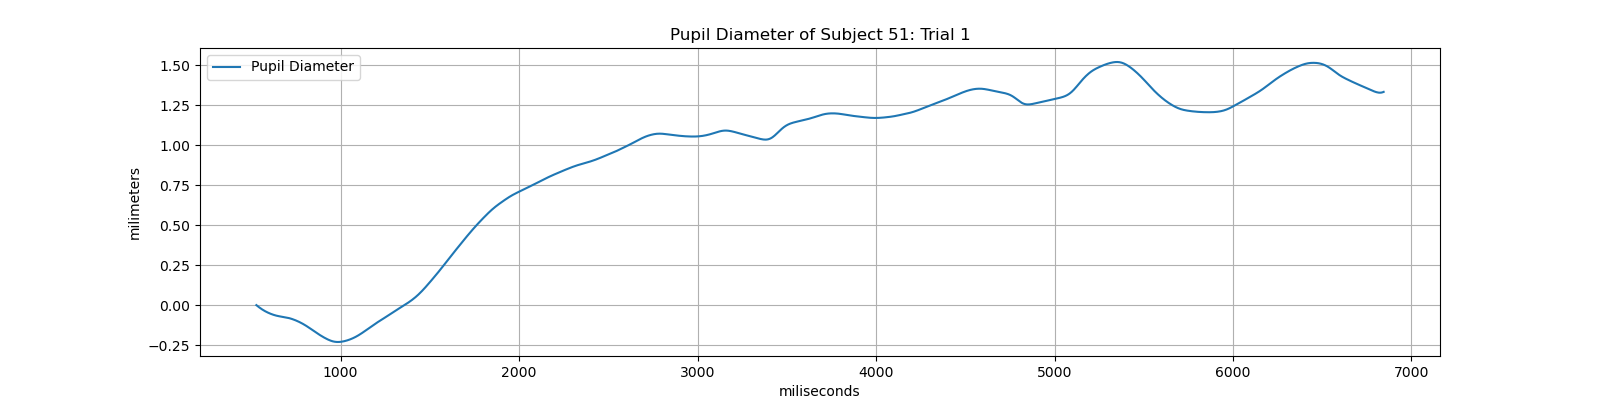 Pupil Diameter of Subject 51: Trial 1
Pupil Diameter
1.50
1.25
1.00
0.75
0.50
0.25
0.00
−0.25
milimeters
1000 2000 3000 4000 5000 6000 7000
miliseconds